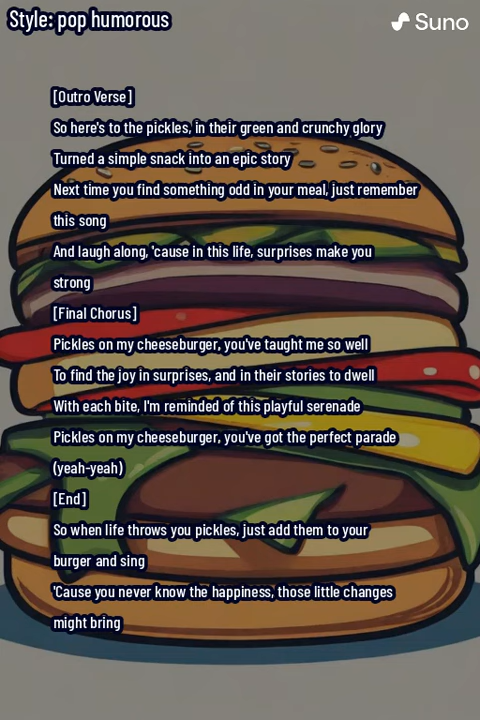 Style: pop humorous
Suno
[Outro Verse]
So here's to the pickles, in their green and crunchy glory
Turned a simple snack into an epic story
Next time you find something odd in your meal, just remember
this song
And laugh along, 'cause in this life, surprises make you
strong
[Final Chorus]
Pickles on my cheeseburger, you've taught me so well
To find the joy in surprises, and in their stories to dwell
With each bite, I'm reminded of this playful serenade
Pickles on my cheeseburger, you've got the perfect parade
(yeah-yeah)
[End]
So when life throws you pickles, just add them to your
burger and sing
'Cause you never know the happiness, those little changes
might bring